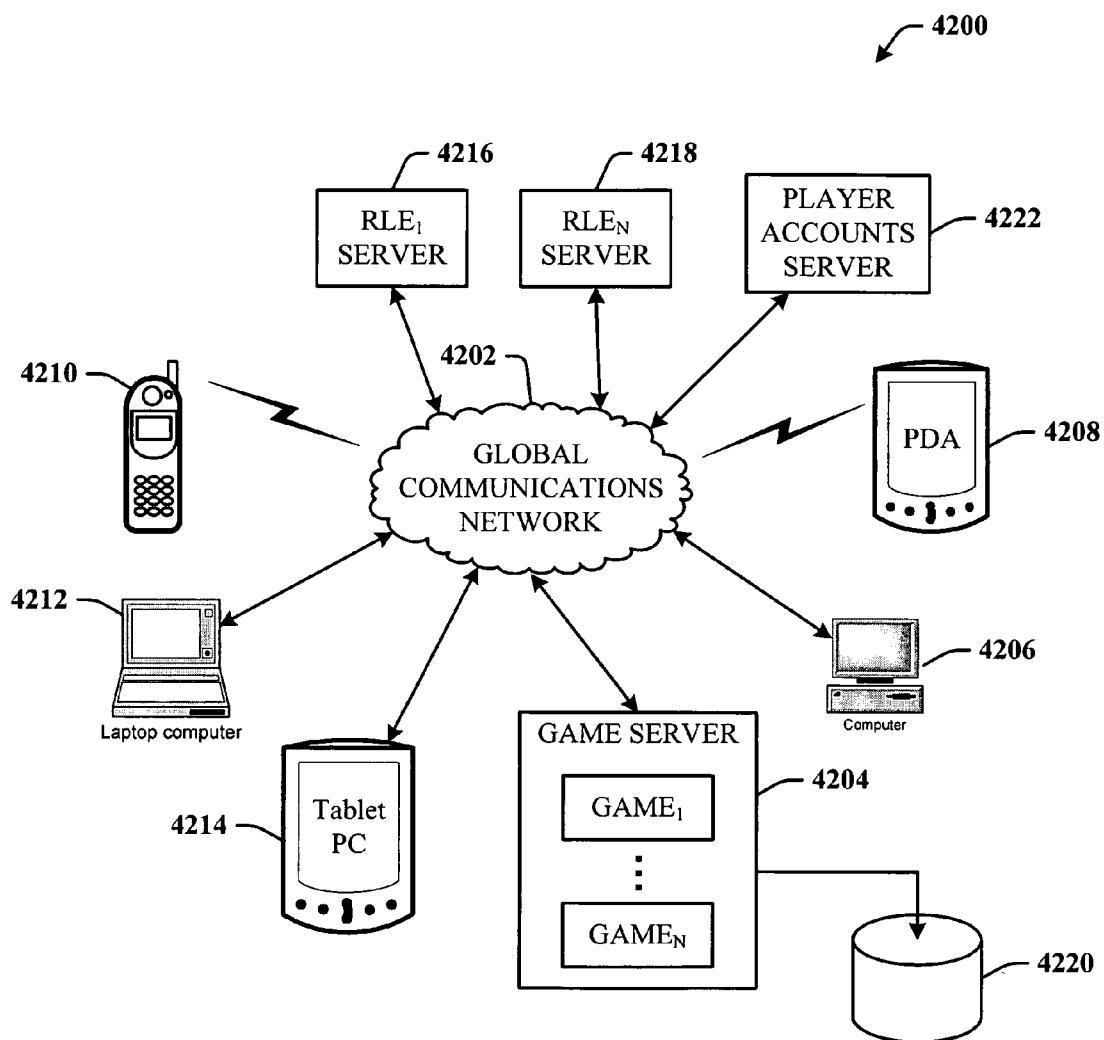 4200
4216
4218
RLE₁
SERVER
RLEₙ
SERVER
PLAYER
ACCOUNTS
SERVER
4222
4202
4210
GLOBAL
COMMUNICATIONS
NETWORK
PDA
4208
4212
Laptop computer
4206
Computer
GAME SERVER
4204
GAME₁
⋮
GAMEₙ
Tablet
PC
4214
4220